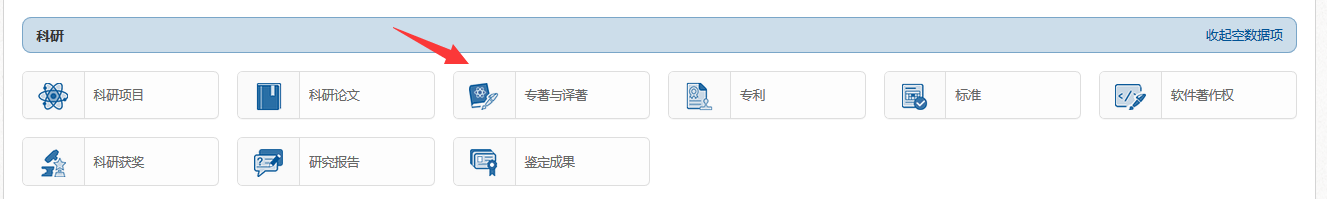 科研
收起空数据项
科研项目
科研论文
专著与译著
专利
标准
软件著作权
科研获奖
研究报告
鉴定成果